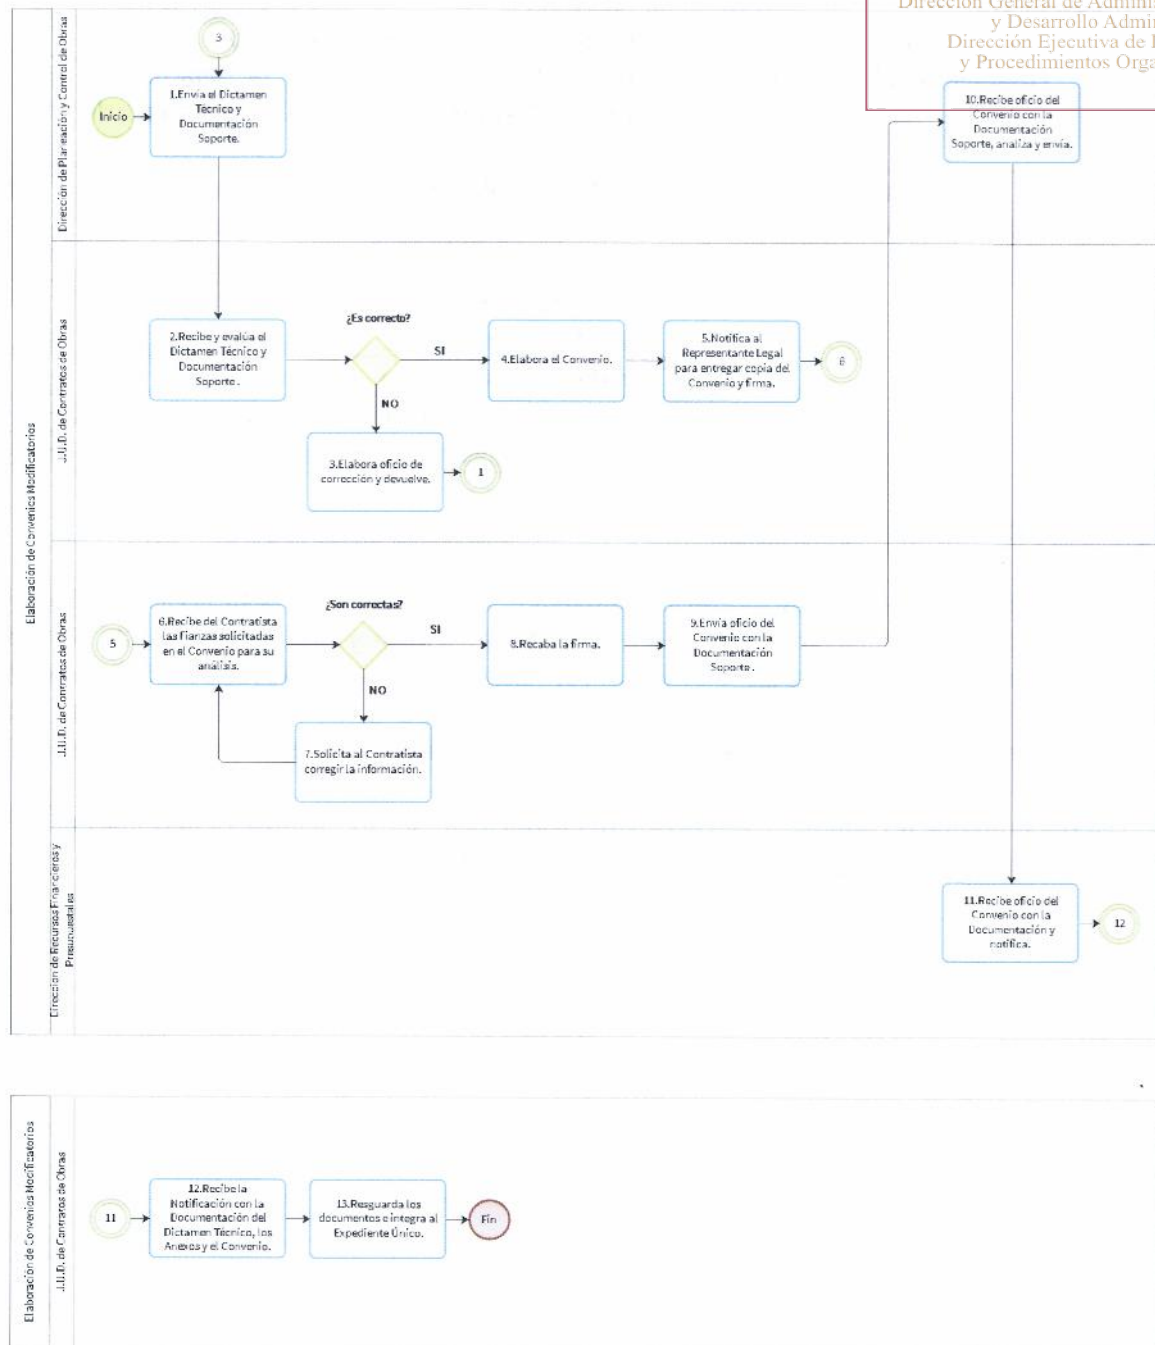 Dirección General de Admini
y Desarrollo Admi
Dirección Ejecutiva de
y Procedimientos Orga
Elaboración de Convenios Modificatorios
Dirección de Planeación y Control de Obras
3
Inicio
1.Envía el Dictamen
Técnico y
Documentación
Soporte.
10.Recibe oficio del
Convenio con la
Documentación
Soporte, analiza y envía.
J.U.D. de Contratos de Obras
2.Recibe y evalúa el
Dictamen Técnico y
Documentación
Soporte.
¿Es correcto?
SI
NO
4.Elabora el Convenio.
5.Notifica al
Representante Legal
para entregar copia del
Convenio y firma.
6
3.Elabora oficio de
corrección y devuelve.
1
J.U.D. de Contratos de Obras
5
6.Recibe del Contratista
las Fianzas solicitadas
en el Convenio para su
análisis.
¿Son correctas?
SI
NO
8.Recaba la firma.
9.Envía oficio del
Convenio con la
Documentación
Soporte.
7.Solicita al Contratista
corregir la información.
Dirección de Recursos Financieros y
Presupuestales
11.Recibe oficio del
Convenio con la
Documentación y
notifica.
12
Elaboración de Convenios Modificatorios
J.U.D. de Contratos de Obras
11
12.Recibe la
Notificación con la
Documentación del
Dictamen Técnico, los
Anexos y el Convenio.
13.Resguarda los
documentos e integra al
Expediente Único.
Fin